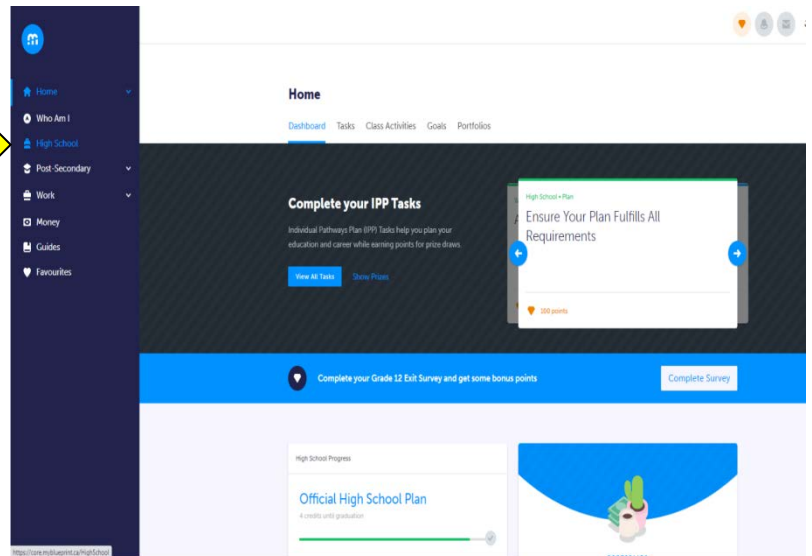 m
Home
Who Am I
High School
Post-Secondary
Work
Money
Guides
Favourites
Home
Dashboard Tasks Class Activities Goals Portfolios
Complete your IPP Tasks
Individual Pathways Plan (IPP) Tasks help you plan your
education and career while earning points for prize draws.
View All Tasks Show Prizes
High School • Plan
Ensure Your Plan Fulfills All
Requirements
100 points
Complete your Grade 12 Exit Survey and get some bonus points
Complete Survey
High School Progress
Official High School Plan
4 credits until graduation
https://core.myblueprint.ca/HighSchool